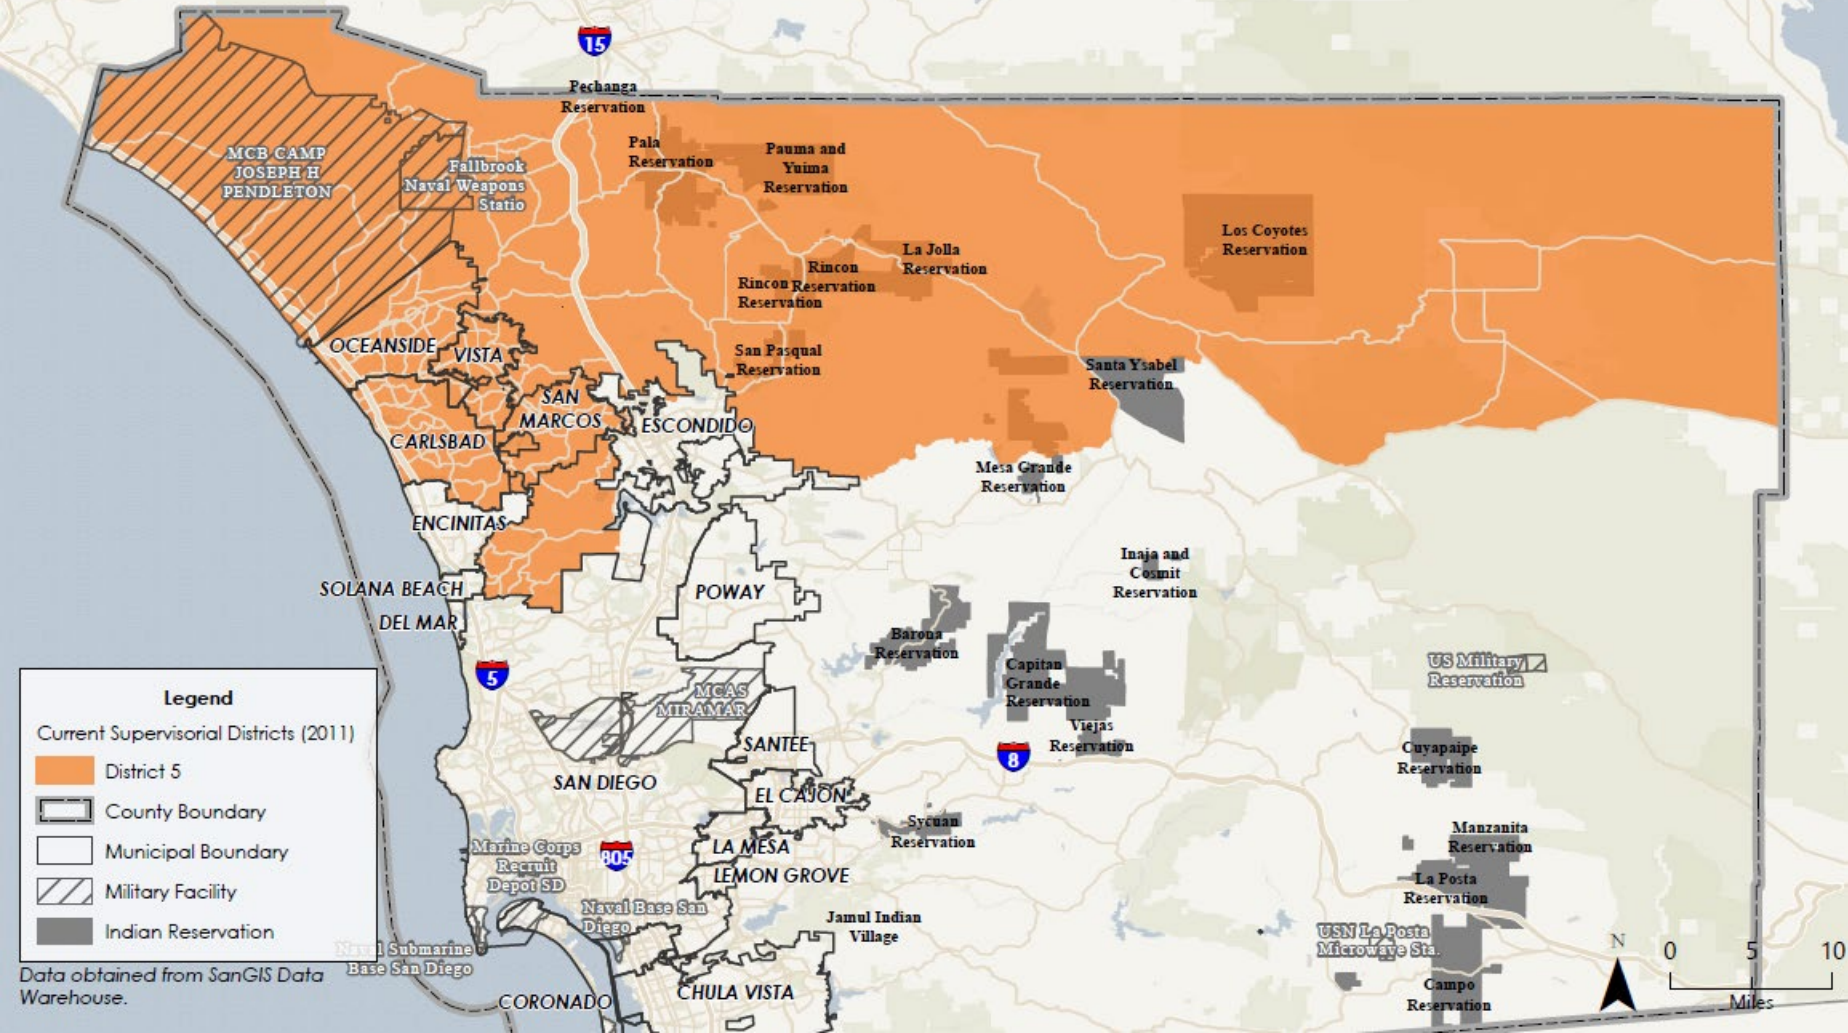 15
Pechanga
Reservation
MCB CAMP
JOSEPH H
PENDLETON
Fallbrook
Naval Weapons
Statio
Pala
Reservation
Pauma and
Yuima
Reservation
Los Coyotes
Reservation
La Jolla
Reservation
Rincon
Reservation
Rincon
Reservation
San Pasqual
Reservation
Santa Ysabel
Reservation
OCEANSIDE
VISTA
SAN
MARCOS
ESCONDIDO
CARLSBAD
Mesa Grande
Reservation
ENCINITAS
Inaja and
Cosmit
Reservation
SOLANA BEACH
POWAY
DEL MAR
Barona
Reservation
Capitan
Grande
Reservation
US Military
Reservation
5
MCAS
MIRAMAR
Viejas
Reservation
SANTEE
8
Cuyapaipe
Reservation
SAN DIEGO
EL CAJON
Sycuan
Reservation
Manzanita
Reservation
LA MESA
805
Marine Corps
Recruit
Depot SD
LEMON GROVE
La Posta
Reservation
Naval Base San
Diego
Jamul Indian
Village
USN La Posta
Microwave Sta.
Naval Submarine
Base San Diego
CORONADO
CHULA VISTA
Campo
Reservation
Legend
Current Supervisorial Districts (2011)
District 5
County Boundary
Municipal Boundary
Military Facility
Indian Reservation
Data obtained from SanGIS Data
Warehouse.
N
0 5 10
Miles